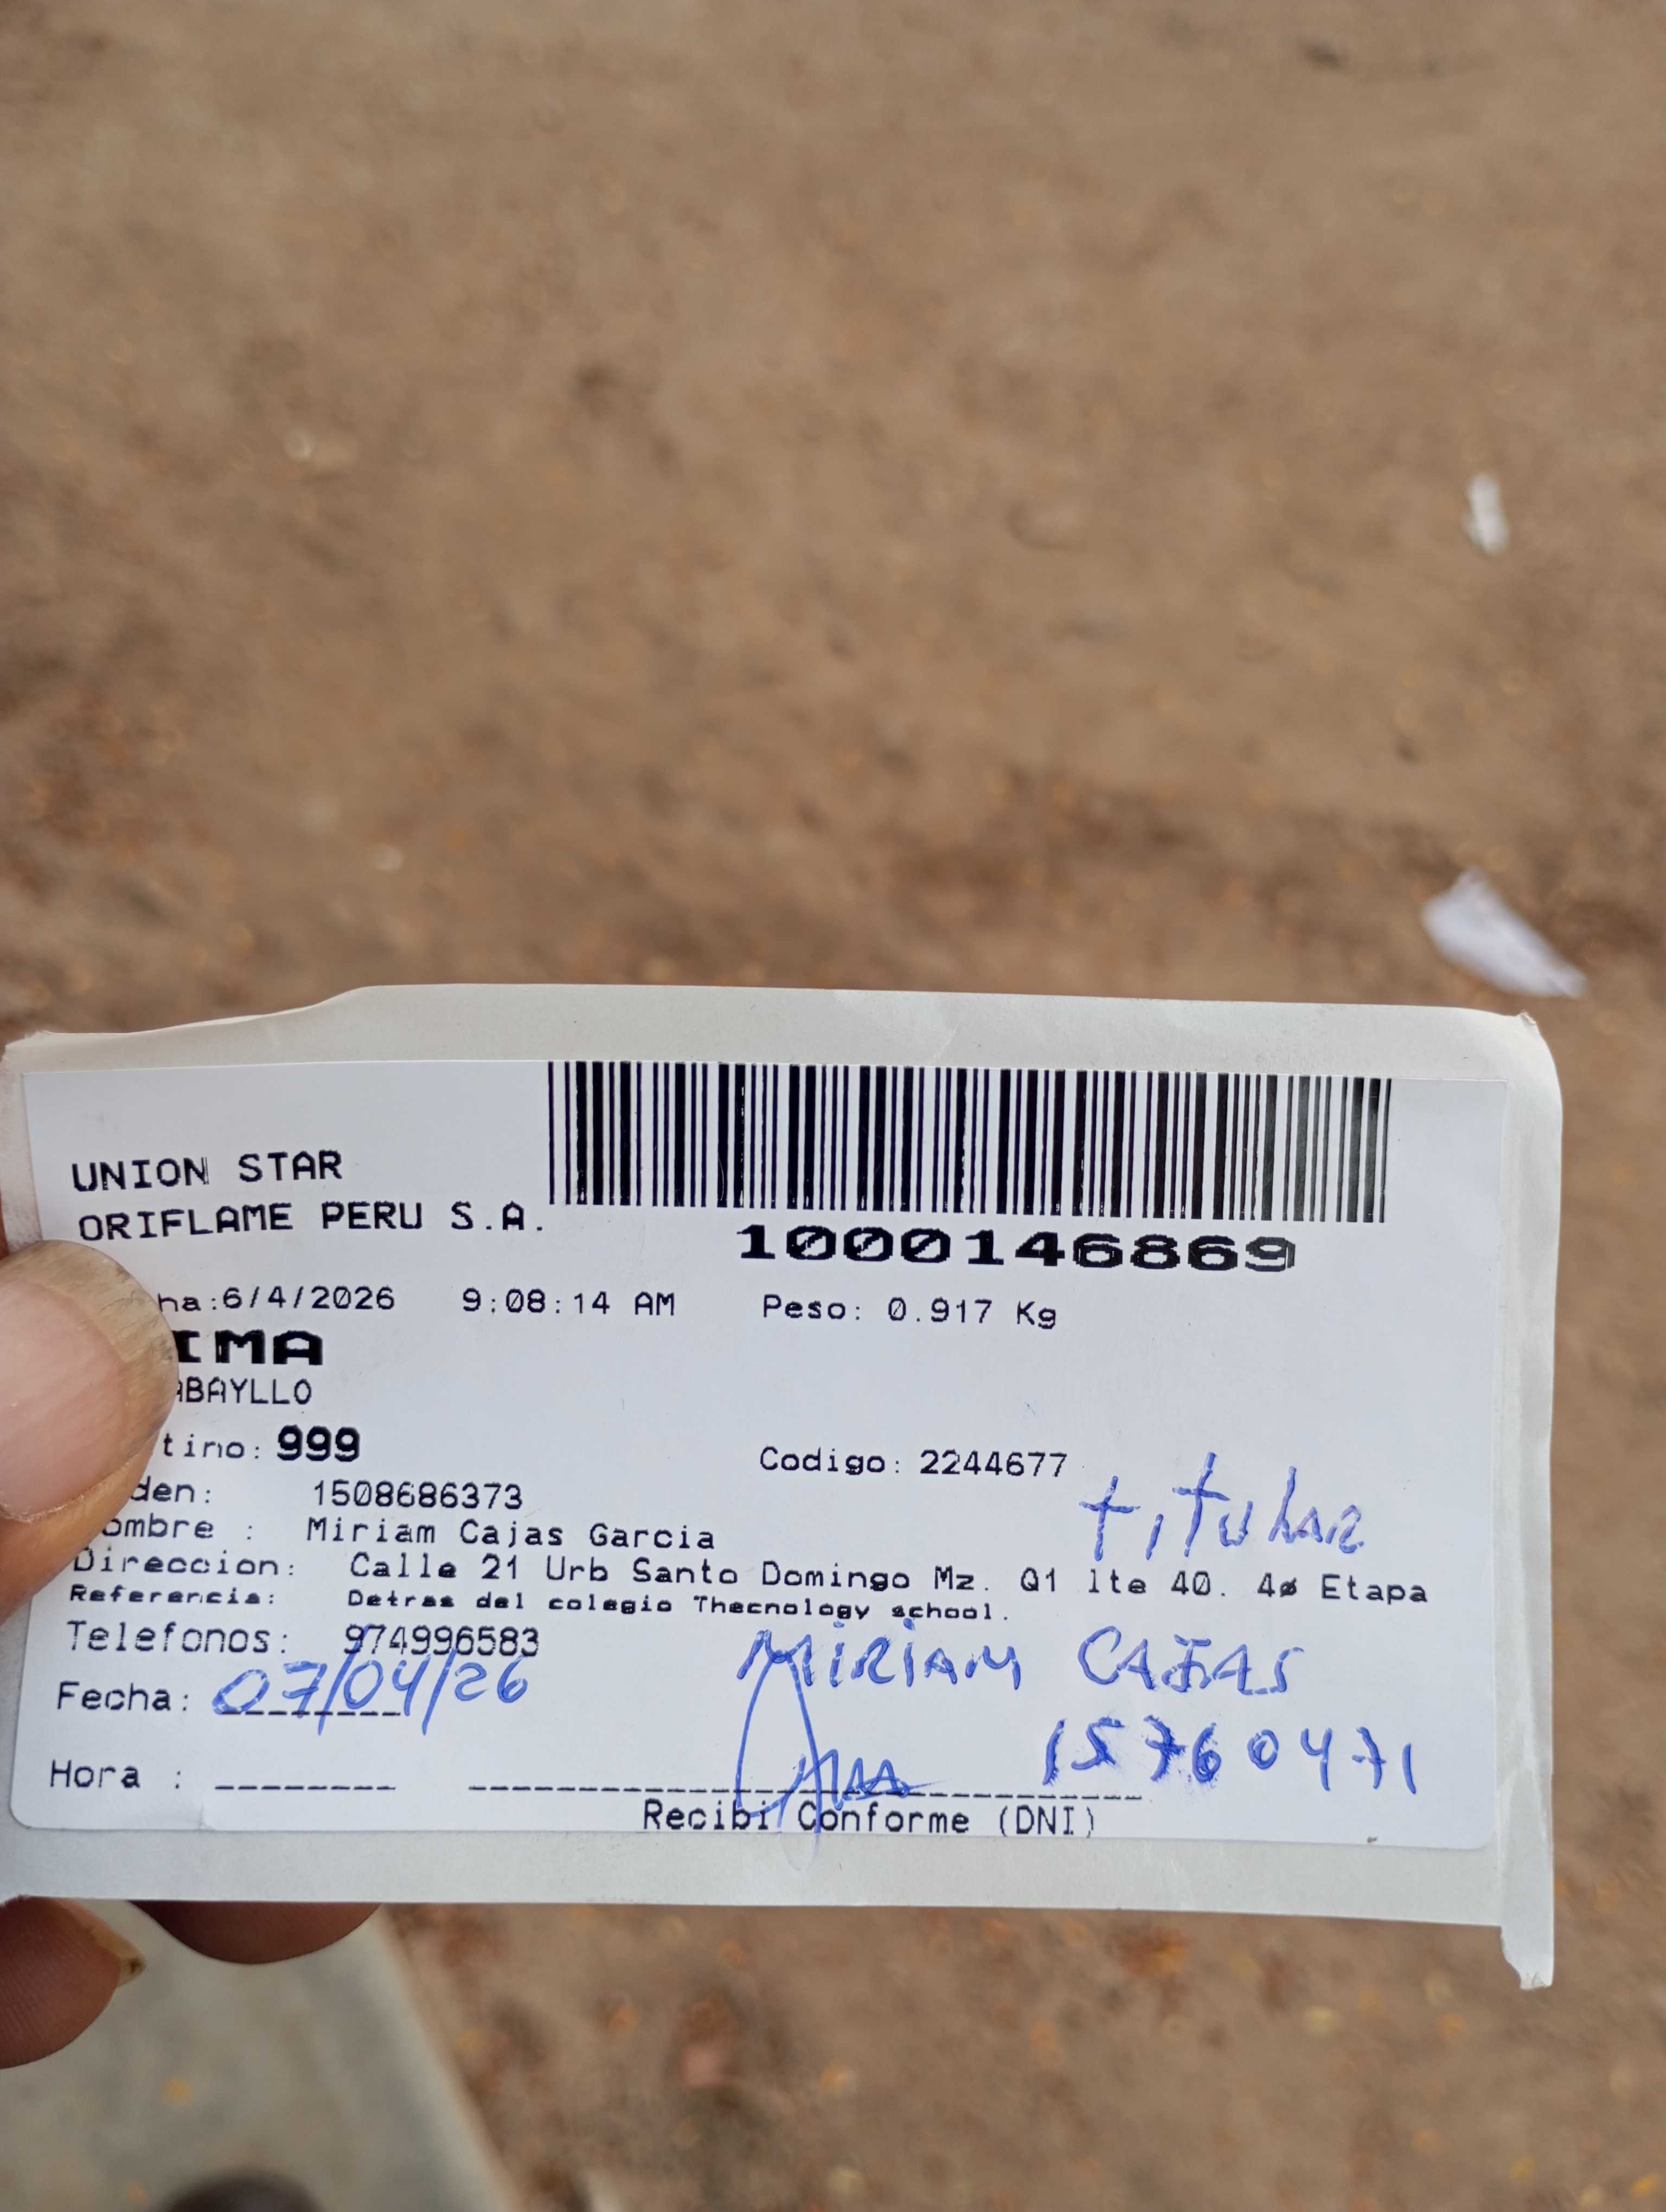 UNION STAR
ORIFLAME PERU S.A.
1000146869
ha:6/4/2026 9:08:14 AM Peso: 0.917 Kg
IMA
ABAYLLO
tino: 999 Codigo: 2244677
titular
den: 1508686373
ombre : Miriam Cajas Garcia
Direccion: Calle 21 Urb Santo Domingo Mz. Q1 lte 40. 4ø Etapa
Referencia: Detras del colegio Thecnology school.
Telefonos: 974996583
MIRIAM CAJAS
Fecha: 07/04/26
15760471
Hora :
Recibi Conforme (DNI)